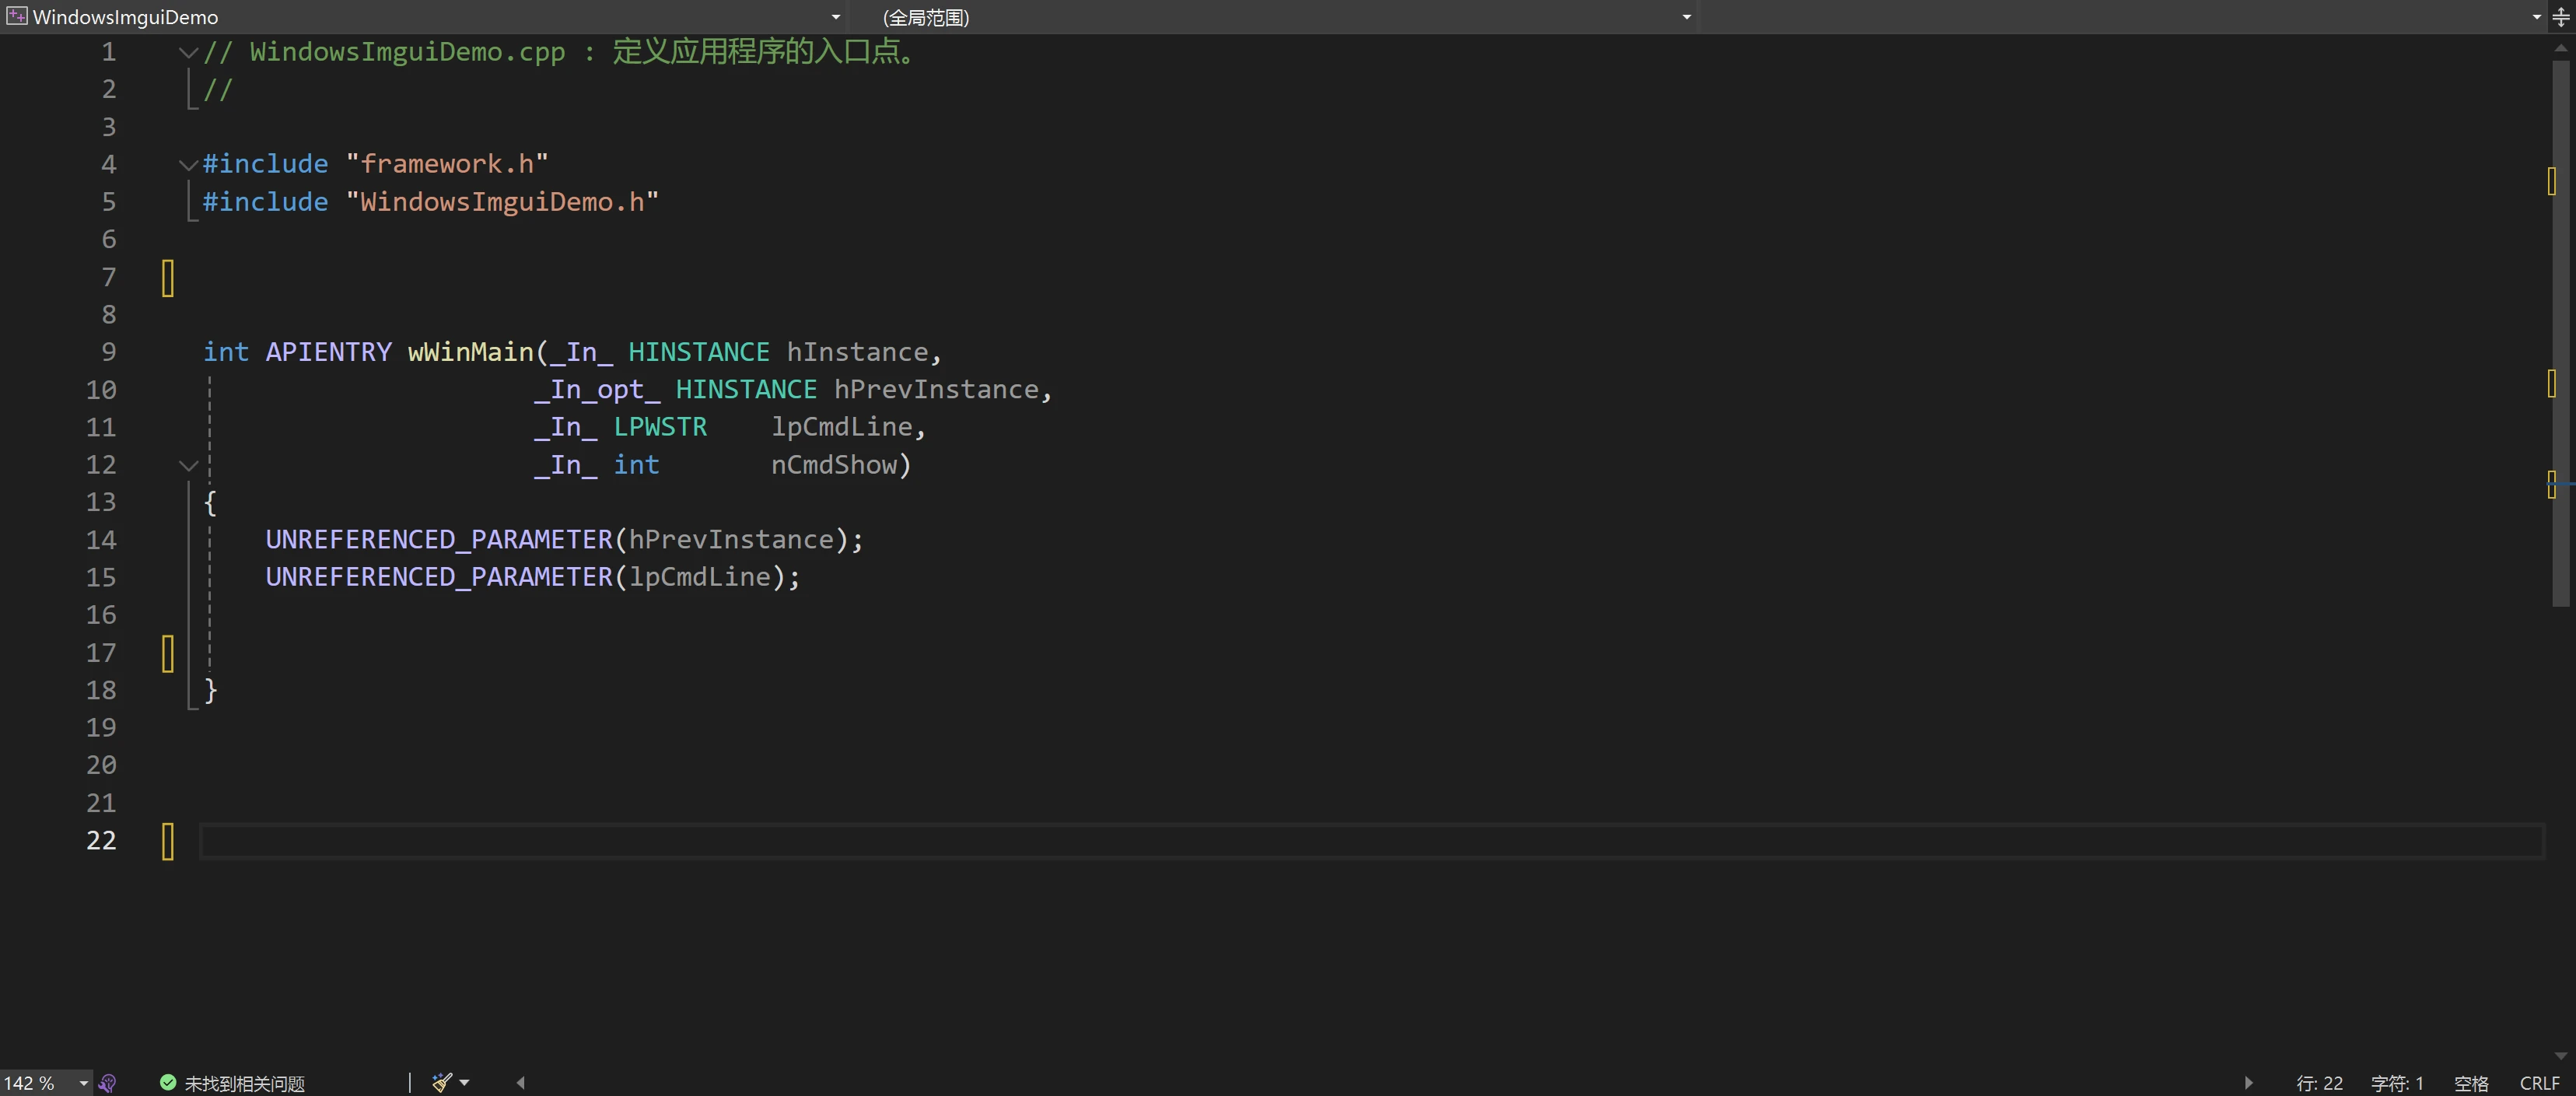 WindowsImguiDemo (全局范围)
1 // WindowsImguiDemo.cpp : 定义应用程序的入口点。
2 //
3
4 #include "framework.h"
5 #include "WindowsImguiDemo.h"
6
7
8
9 int APIENTRY wWinMain(_In_ HINSTANCE hInstance,
10 _In_opt_ HINSTANCE hPrevInstance,
11 _In_ LPWSTR    lpCmdLine,
12 _In_ int       nCmdShow)
13 {
14 UNREFERENCED_PARAMETER(hPrevInstance);
15 UNREFERENCED_PARAMETER(lpCmdLine);
16
17
18 }
19
20
21
22
142 % 未找到相关问题 行: 22 字符: 1 空格 CRLF